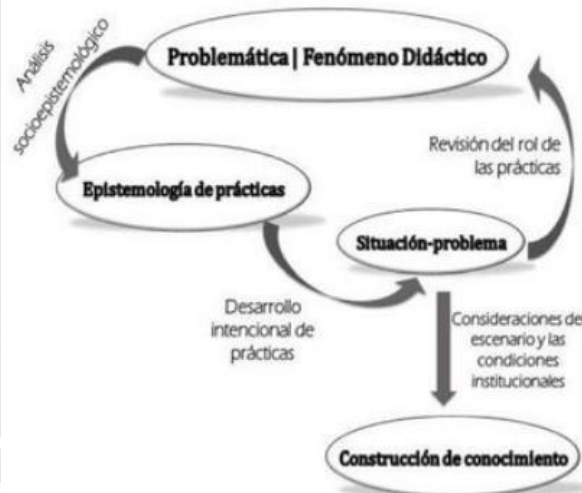 Problemática | Fenómeno Didáctico
Análisis
socioepistemológico
Revisión del rol de
las prácticas
Epistemología de prácticas
Situación-problema
Desarrollo
intencional de
prácticas
Consideraciones de
escenario y las
condiciones
institucionales
Construcción de conocimiento